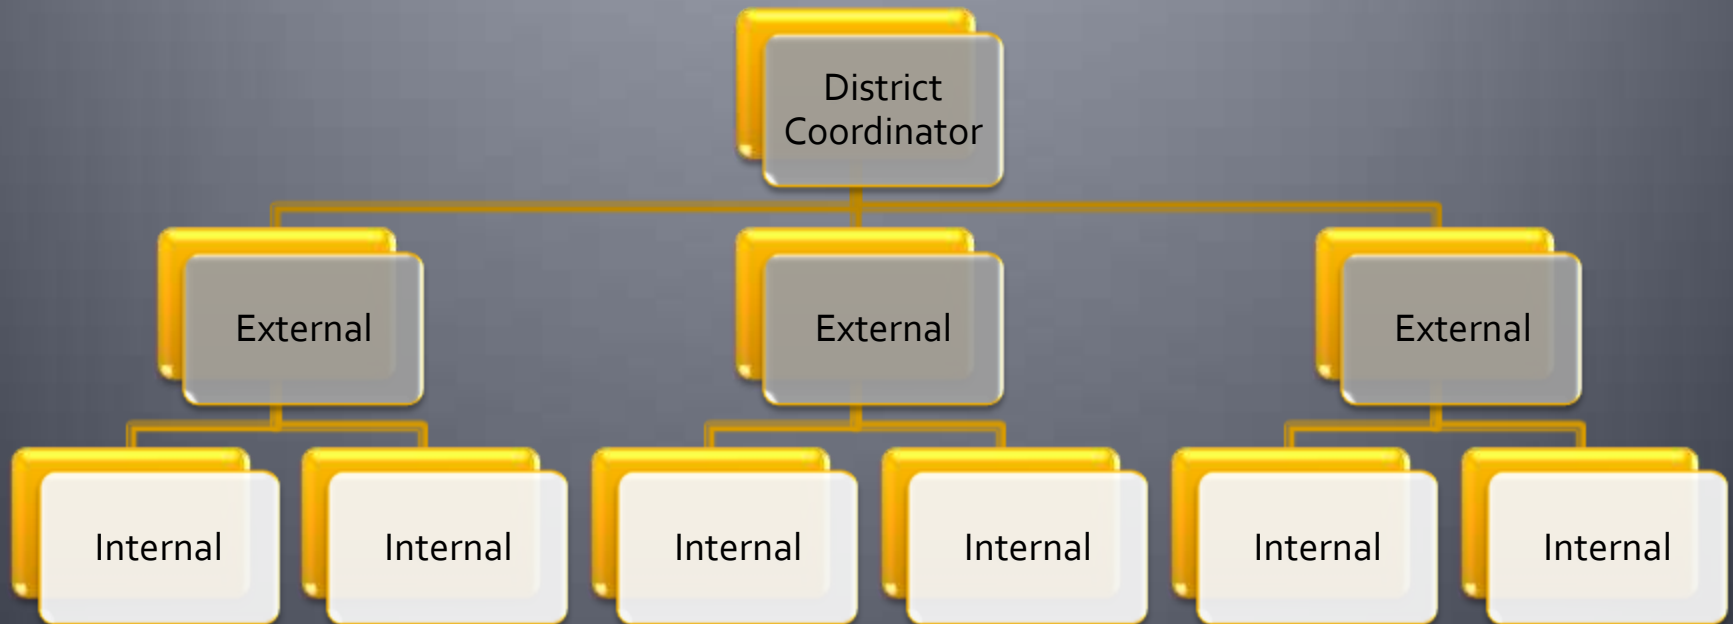 District
Coordinator
External
External
External
Internal
Internal
Internal
Internal
Internal
Internal